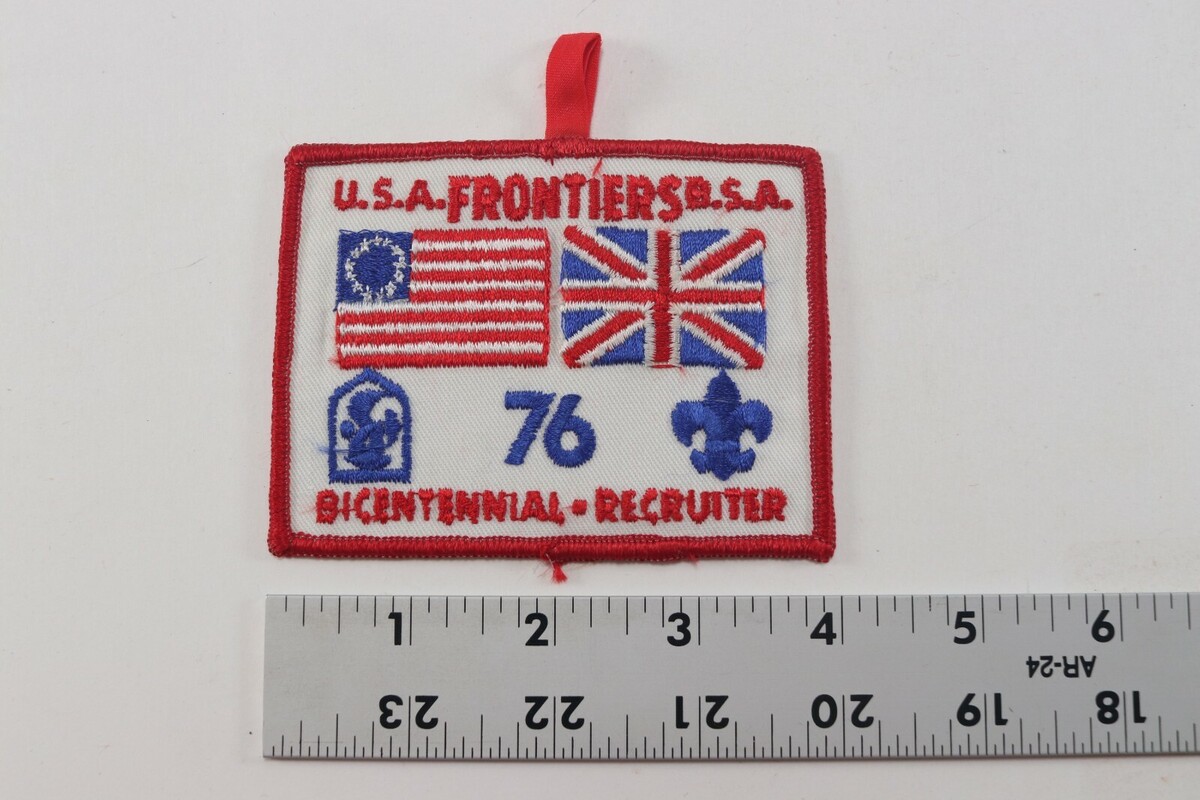 U.S.A. FRONTIERS B.S.A.
76
BICENTENNIAL • RECRUITER
1 2 3 4 5 6
AR-24
23 22 21 20 19 18